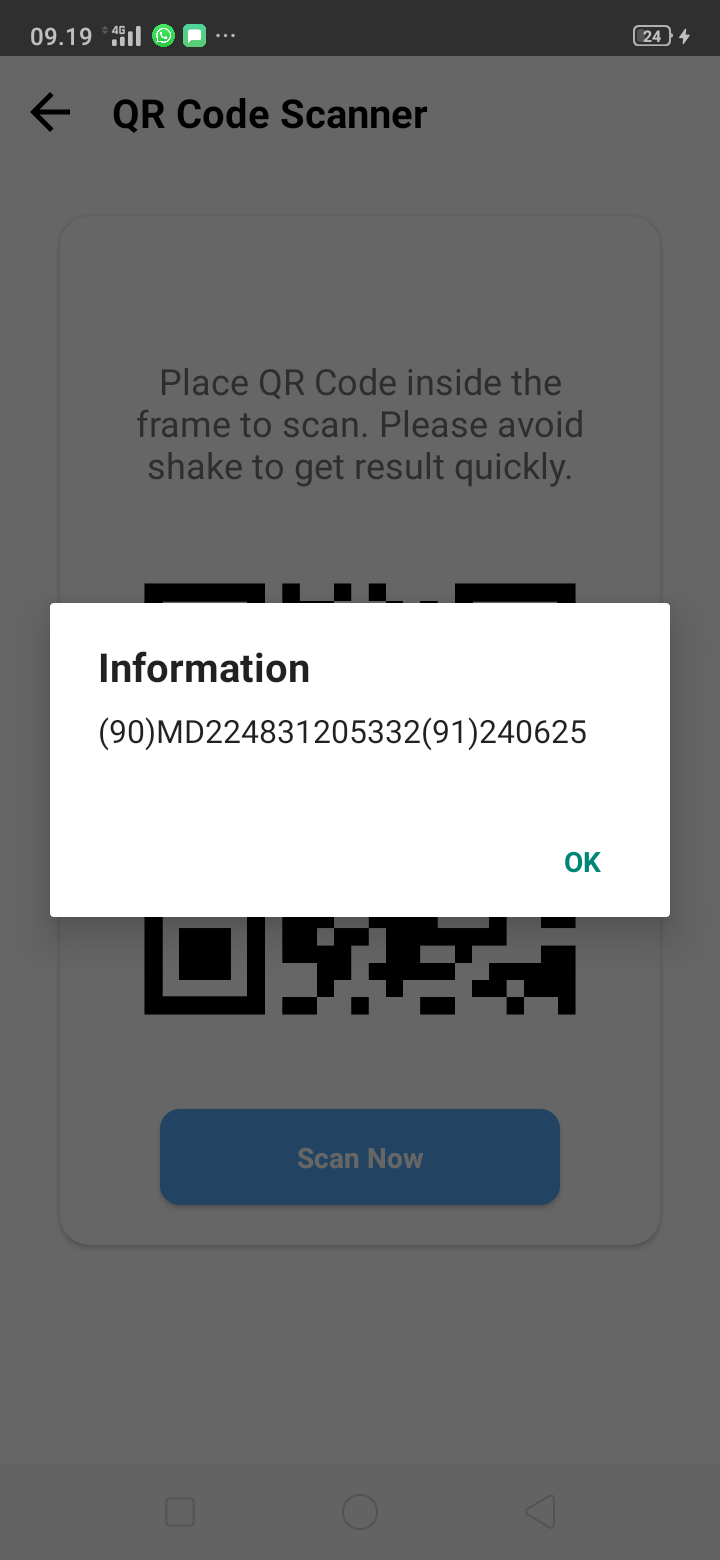 09.19 4G 24
QR Code Scanner
Place QR Code inside the
frame to scan. Please avoid
shake to get result quickly.
Information
(90)MD224831205332(91)240625
OK
Scan Now